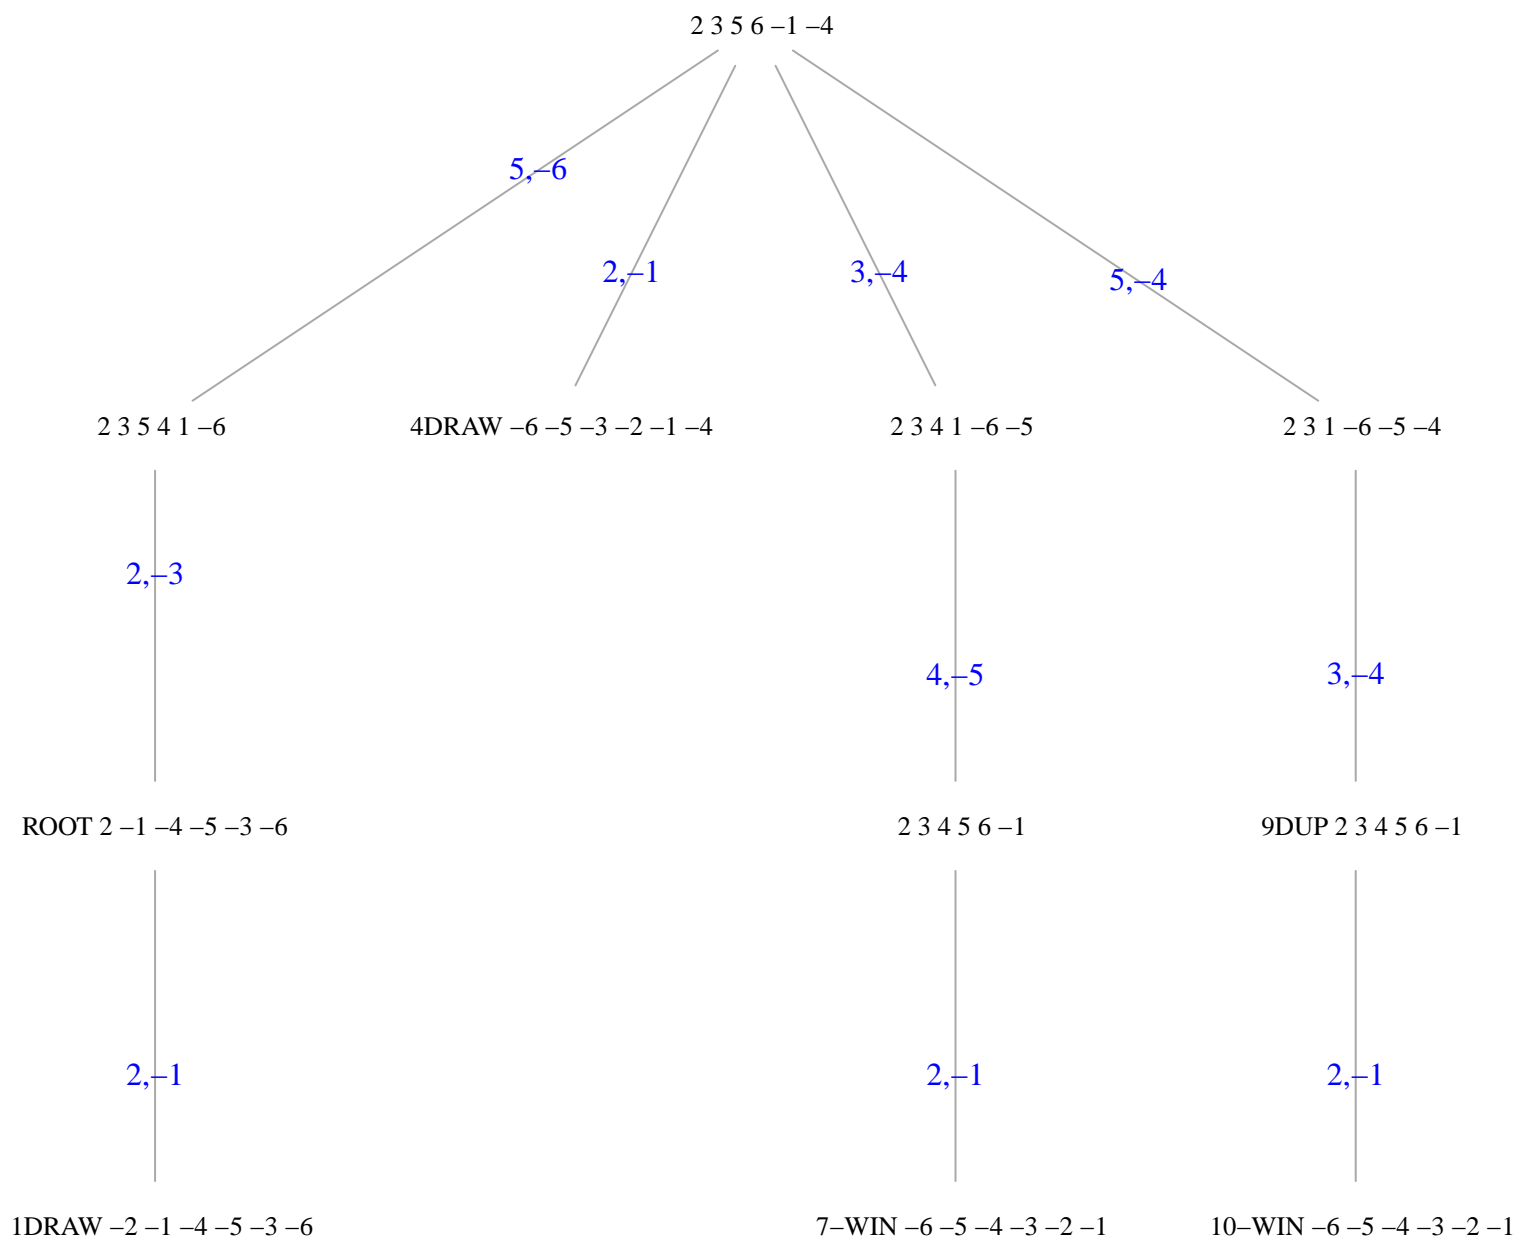 2 3 5 6 –1 –4
5,–6
2,–1
3,–4
5,–4
2 3 5 4 1 –6
4DRAW –6 –5 –3 –2 –1 –4
2 3 4 1 –6 –5
2 3 1 –6 –5 –4
2,–3
4,–5
3,–4
ROOT 2 –1 –4 –5 –3 –6
2 3 4 5 6 –1
9DUP 2 3 4 5 6 –1
2,–1
2,–1
2,–1
1DRAW –2 –1 –4 –5 –3 –6
7–WIN –6 –5 –4 –3 –2 –1
10–WIN –6 –5 –4 –3 –2 –1